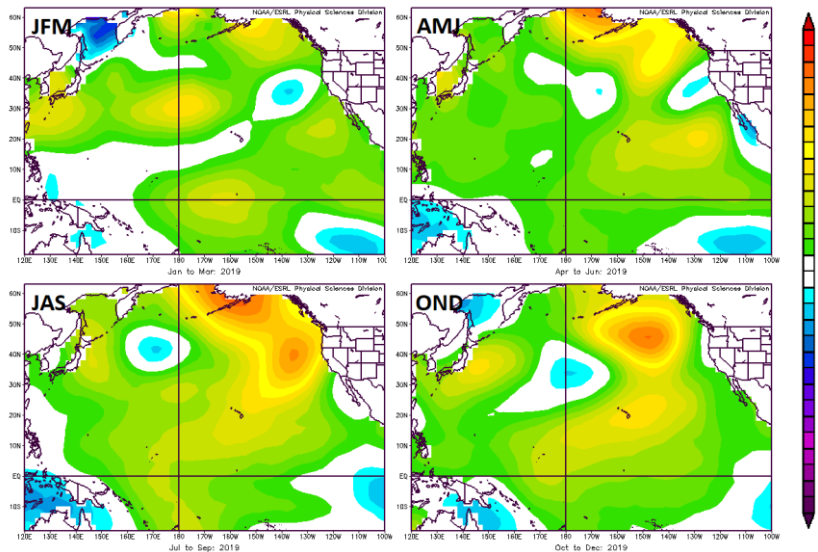 JFM
NOAA/ESRL Physical Sciences Division
60N
50N
40N
30N
20N
10N
EQ
10S
120E 130E 140E 150E 160E 170E 180 170W 160W 150W 140W 130W 120W 110W 100W
Jan to Mar: 2019
AMJ
NOAA/ESRL Physical Sciences Division
60N
50N
40N
30N
20N
10N
EQ
10S
120E 130E 140E 150E 160E 170E 180 170W 160W 150W 140W 130W 120W 110W 100W
Apr to Jun: 2019
JAS
NOAA/ESRL Physical Sciences Division
60N
50N
40N
30N
20N
10N
EQ
10S
120E 130E 140E 150E 160E 170E 180 170W 160W 150W 140W 130W 120W 110W 100W
Jul to Sep: 2019
OND
NOAA/ESRL Physical Sciences Division
60N
50N
40N
30N
20N
10N
EQ
10S
120E 130E 140E 150E 160E 170E 180 170W 160W 150W 140W 130W 120W 110W 100W
Oct to Dec: 2019